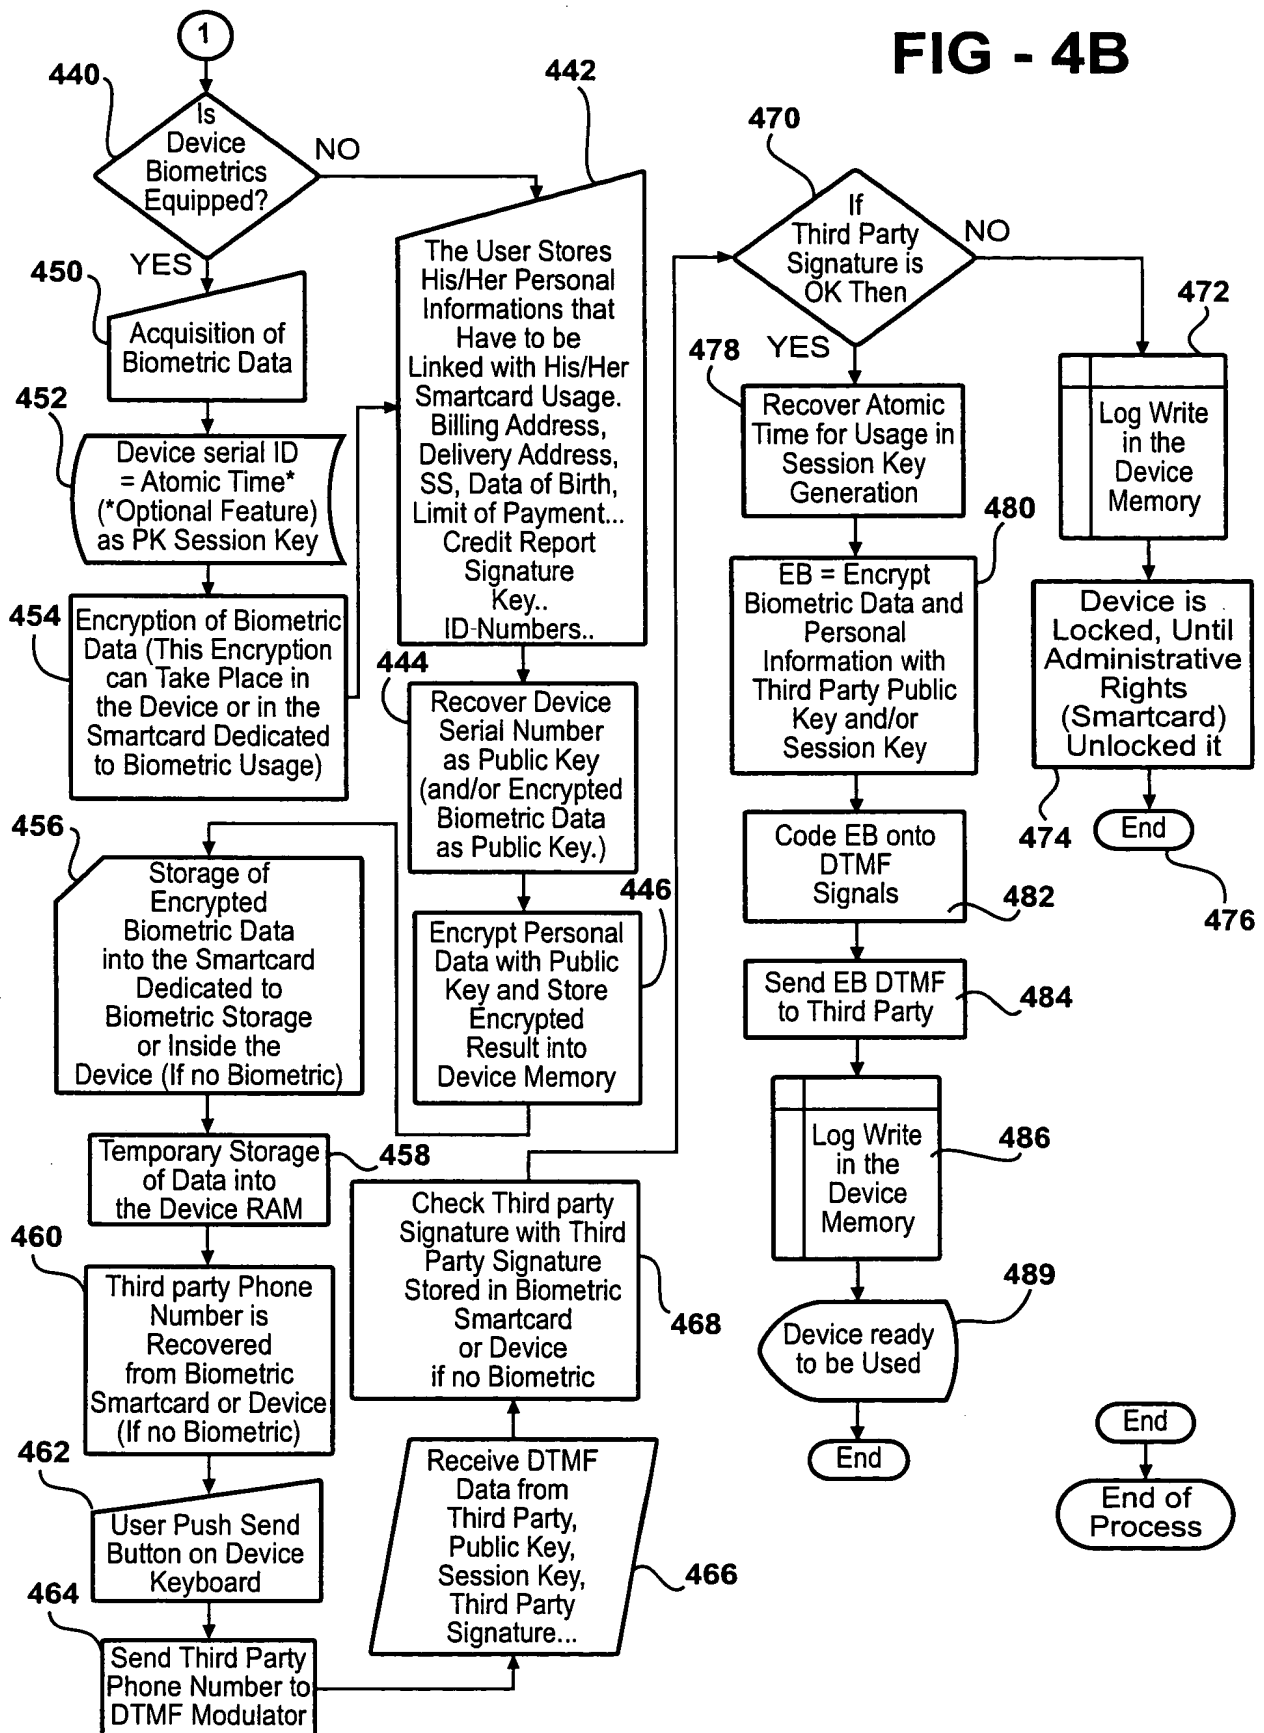 FIG - 4B
1
440
Is
Device
Biometrics
Equipped?
NO
YES
450
Acquisition of
Biometric Data
452
Device serial ID
= Atomic Time*
(*Optional Feature)
as PK Session Key
454
Encryption of Biometric
Data (This Encryption
can Take Place in
the Device or in the
Smartcard Dedicated
to Biometric Usage)
442
The User Stores
His/Her Personal
Informations that
Have to be
Linked with His/Her
Smartcard Usage.
Billing Address,
Delivery Address,
SS, Data of Birth,
Limit of Payment...
Credit Report
Signature
Key..
ID-Numbers..
444
Recover Device
Serial Number
as Public Key
(and/or Encrypted
Biometric Data
as Public Key.)
446
Encrypt Personal
Data with Public
Key and Store
Encrypted
Result into
Device Memory
456
Storage of
Encrypted
Biometric Data
into the Smartcard
Dedicated to
Biometric Storage
or Inside the
Device (If no Biometric)
458
Temporary Storage
of Data into
the Device RAM
460
Third party Phone
Number is
Recovered
from Biometric
Smartcard or Device
(If no Biometric)
462
User Push Send
Button on Device
Keyboard
464
Send Third Party
Phone Number to
DTMF Modulator
466
Receive DTMF
Data from
Third Party,
Public Key,
Session Key,
Third Party
Signature...
468
Check Third party
Signature with Third
Party Signature
Stored in Biometric
Smartcard
or Device
if no Biometric
470
If
Third Party
Signature is
OK Then
NO
YES
472
Log Write
in the
Device
Memory
474
Device is
Locked, Until
Administrative
Rights
(Smartcard)
Unlocked it
End
476
478
Recover Atomic
Time for Usage in
Session Key
Generation
480
EB = Encrypt
Biometric Data and
Personal
Information with
Third Party Public
Key and/or
Session Key
Code EB onto
DTMF
Signals
482
Send EB DTMF
to Third Party
484
Log Write
in the
Device
Memory
486
489
Device ready
to be Used
End
End
End of
Process